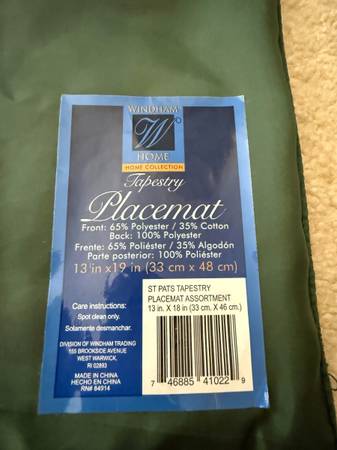 WINDHAM
W
HOME
HOME COLLECTION
Tapestry
Placemat
Front: 65% Polyester / 35% Cotton
Back: 100% Polyester
Frente: 65% Poliéster / 35% Algodón
Parte posterior: 100% Poliéster
13 in x19 in (33 cm x 48 cm)
Care instructions:
Spot clean only.
Solamente desmanchar.
DIVISION OF WINDHAM TRADING
155 BROOKSIDE AVENUE
WEST WARWICK,
RI 02893
MADE IN CHINA
HECHO EN CHINA
RN# 84914
ST PATS TAPESTRY
PLACEMAT ASSORTMENT
13 in. X 18 in (33 cm. X 46 cm.)
7 46885 41022 9